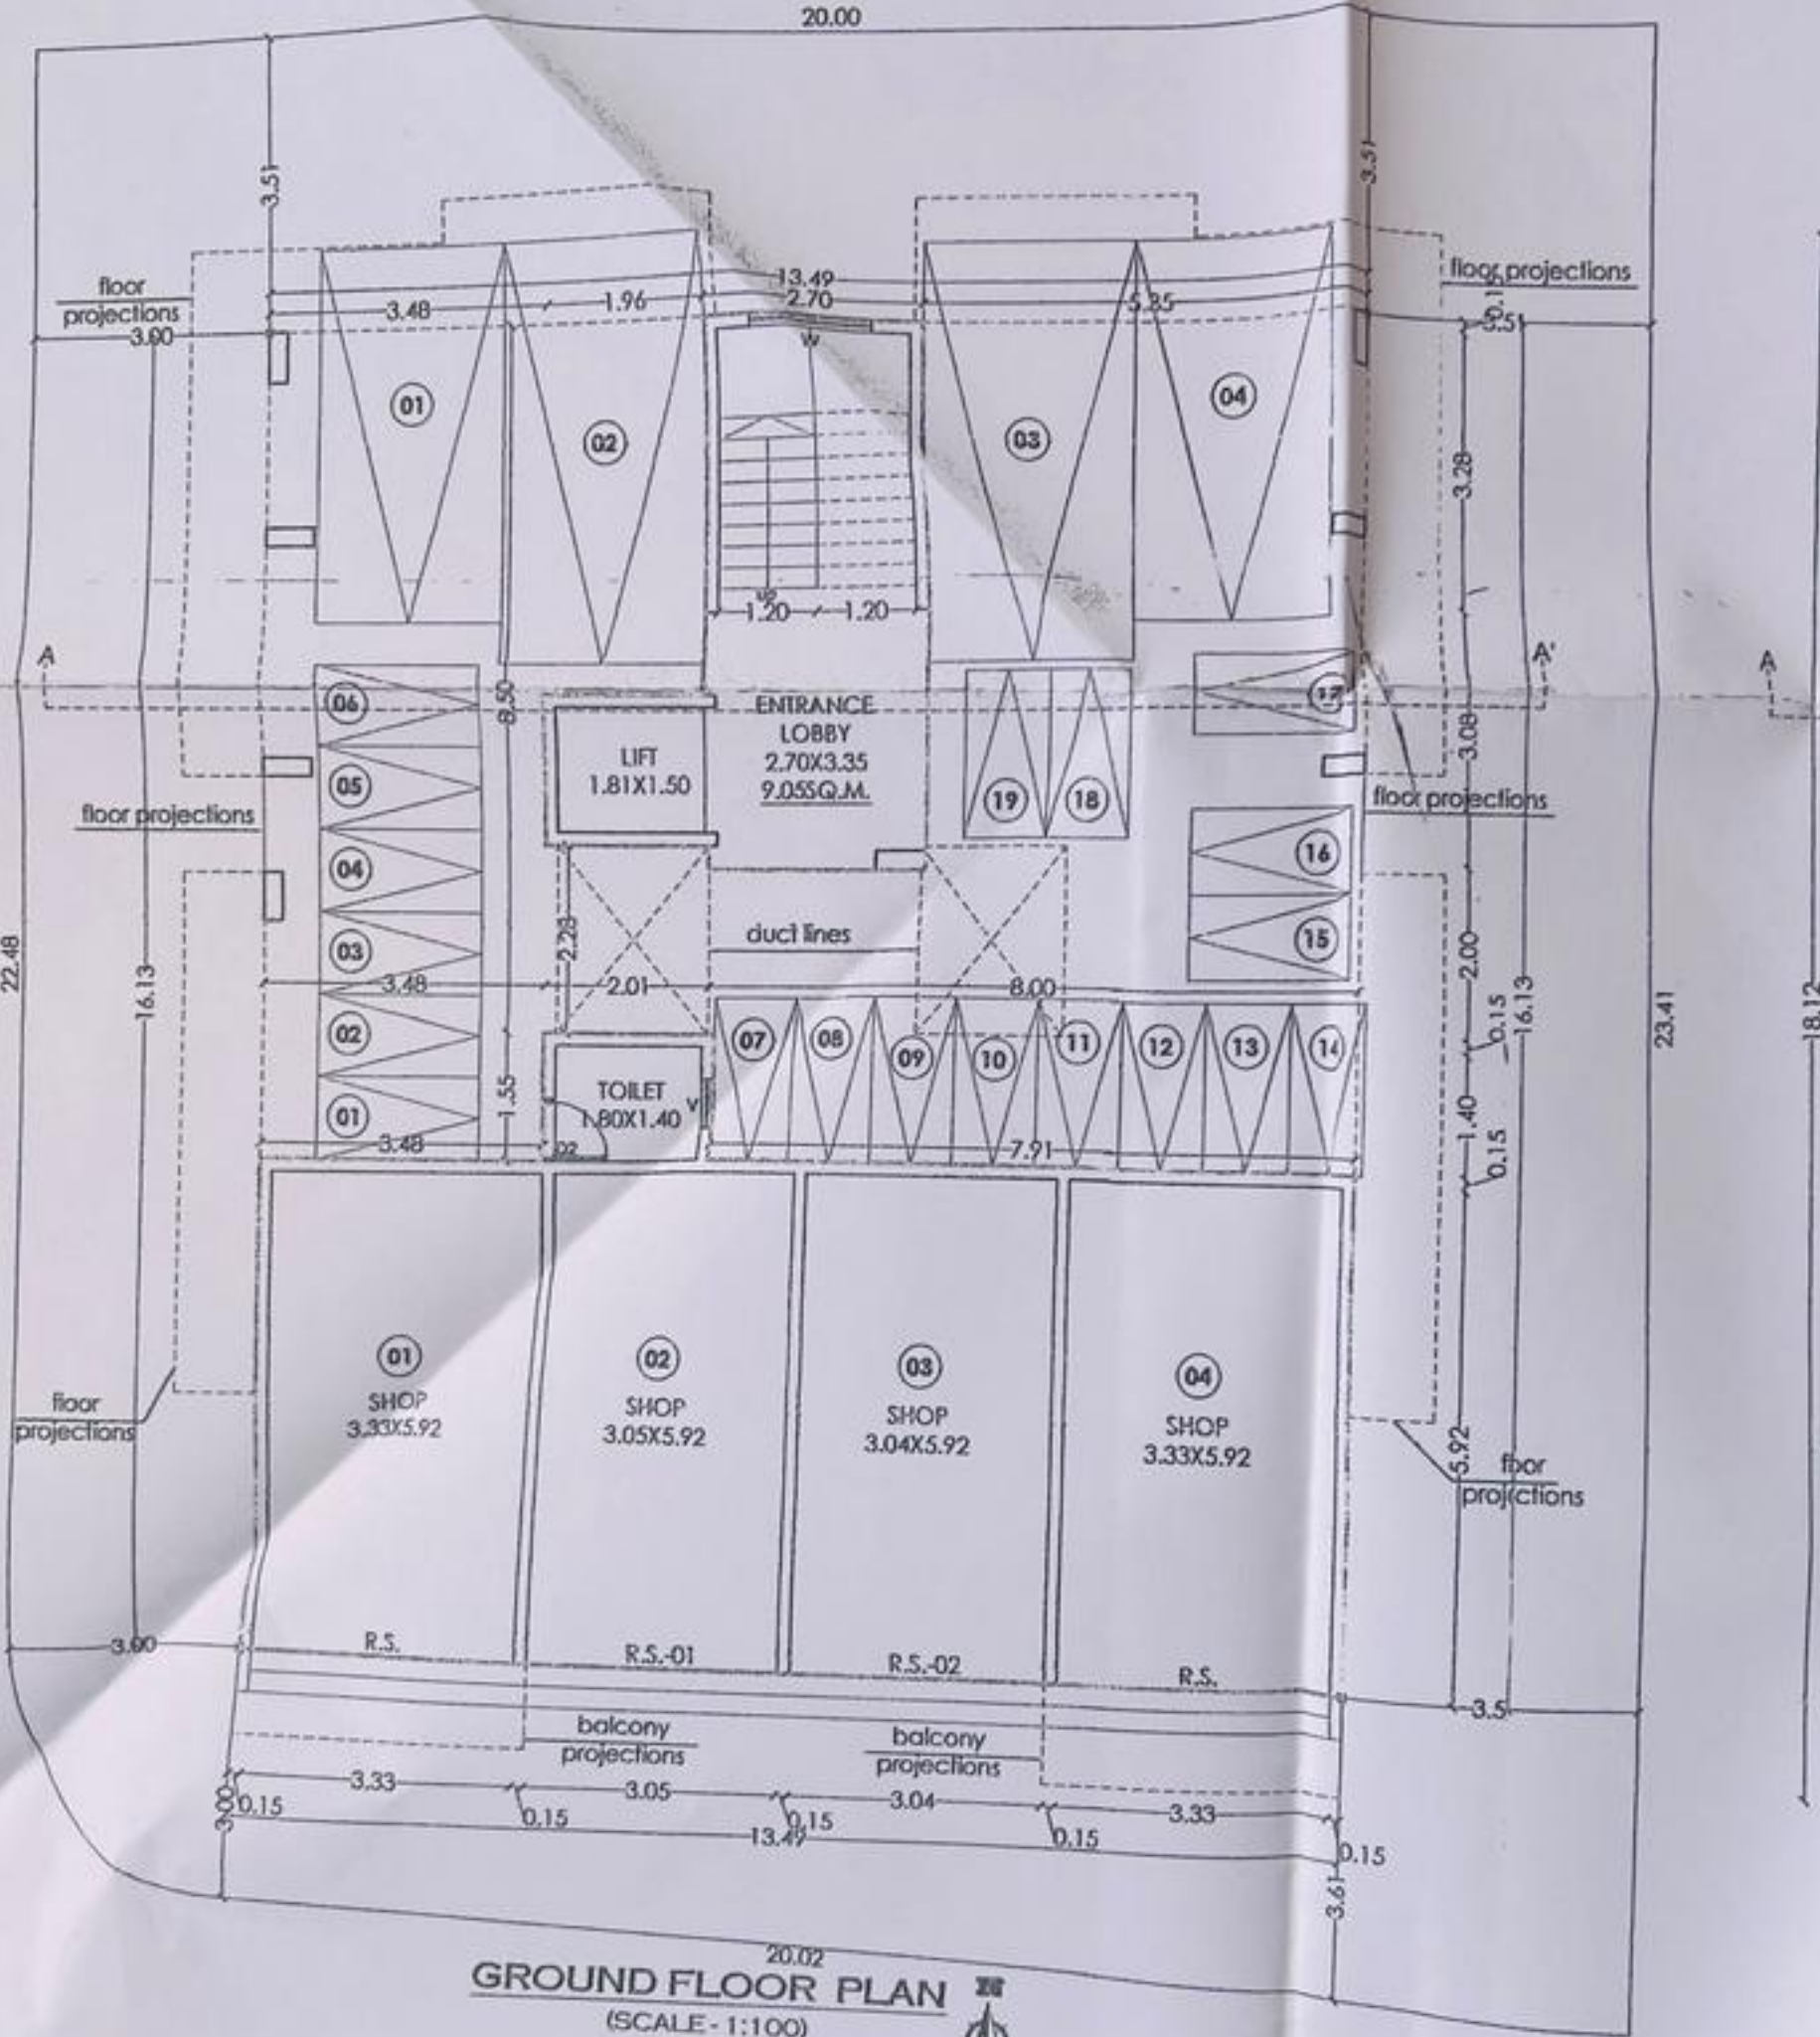 20.00
3.51
3.51
floor
projections
floor projections
13.49
3.48
1.96
2.70
5.35
3.00
W
01
02
03
04
3.28
UP
1.20
1.20
A
A'
A
06
8.50
ENTRANCE
LOBBY
2.70X3.35
9.05SQ.M.
LIFT
1.81X1.50
17
3.08
05
19
18
floor projections
floor projections
04
16
03
2.28
duct lines
15
2.00
22.48
16.13
3.48
2.01
8.00
0.15
16.13
23.41
18.12
02
07
08
09
10
11
12
13
14
01
1.55
TOILET
1.80X1.40
V
1.40
0.15
3.48
D2
7.91
01
SHOP
3.33X5.92
02
SHOP
3.05X5.92
03
SHOP
3.04X5.92
04
SHOP
3.33X5.92
floor
projections
5.92
floor
projections
3.00
R.S.
R.S.-01
R.S.-02
R.S.
3.5
balcony
projections
balcony
projections
3.33
3.05
3.04
3.33
3.00
0.15
0.15
0.15
0.15
0.15
13.49
3.61
20.02
GROUND FLOOR PLAN
N
(SCALE - 1:100)